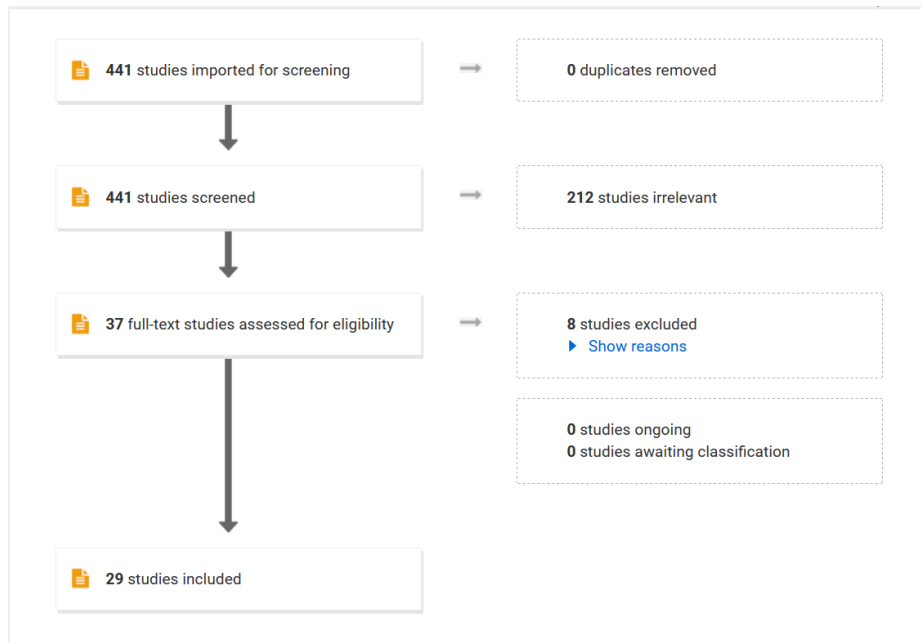 441 studies imported for screening
0 duplicates removed
441 studies screened
212 studies irrelevant
37 full-text studies assessed for eligibility
8 studies excluded
Show reasons
0 studies ongoing
0 studies awaiting classification
29 studies included